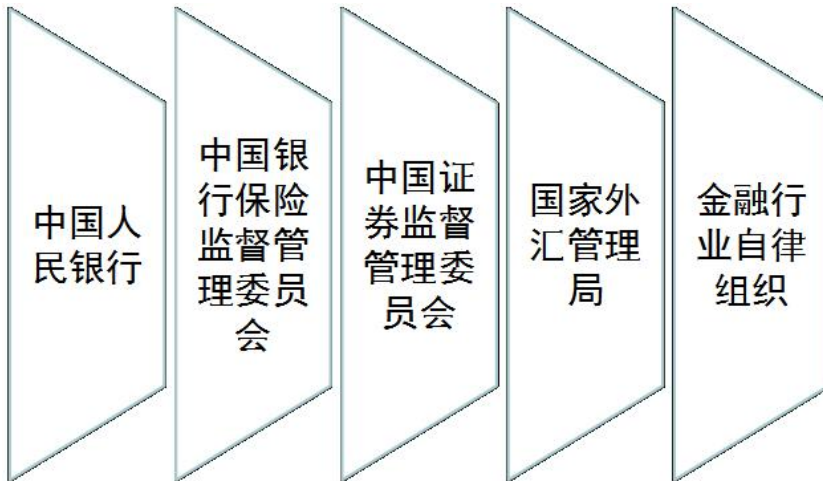 中国人
民银行
中国银
行保险
监督管
理委员
会
中国证
券监督
管理委
员会
国家外
汇管理
局
金融行
业自律
组织